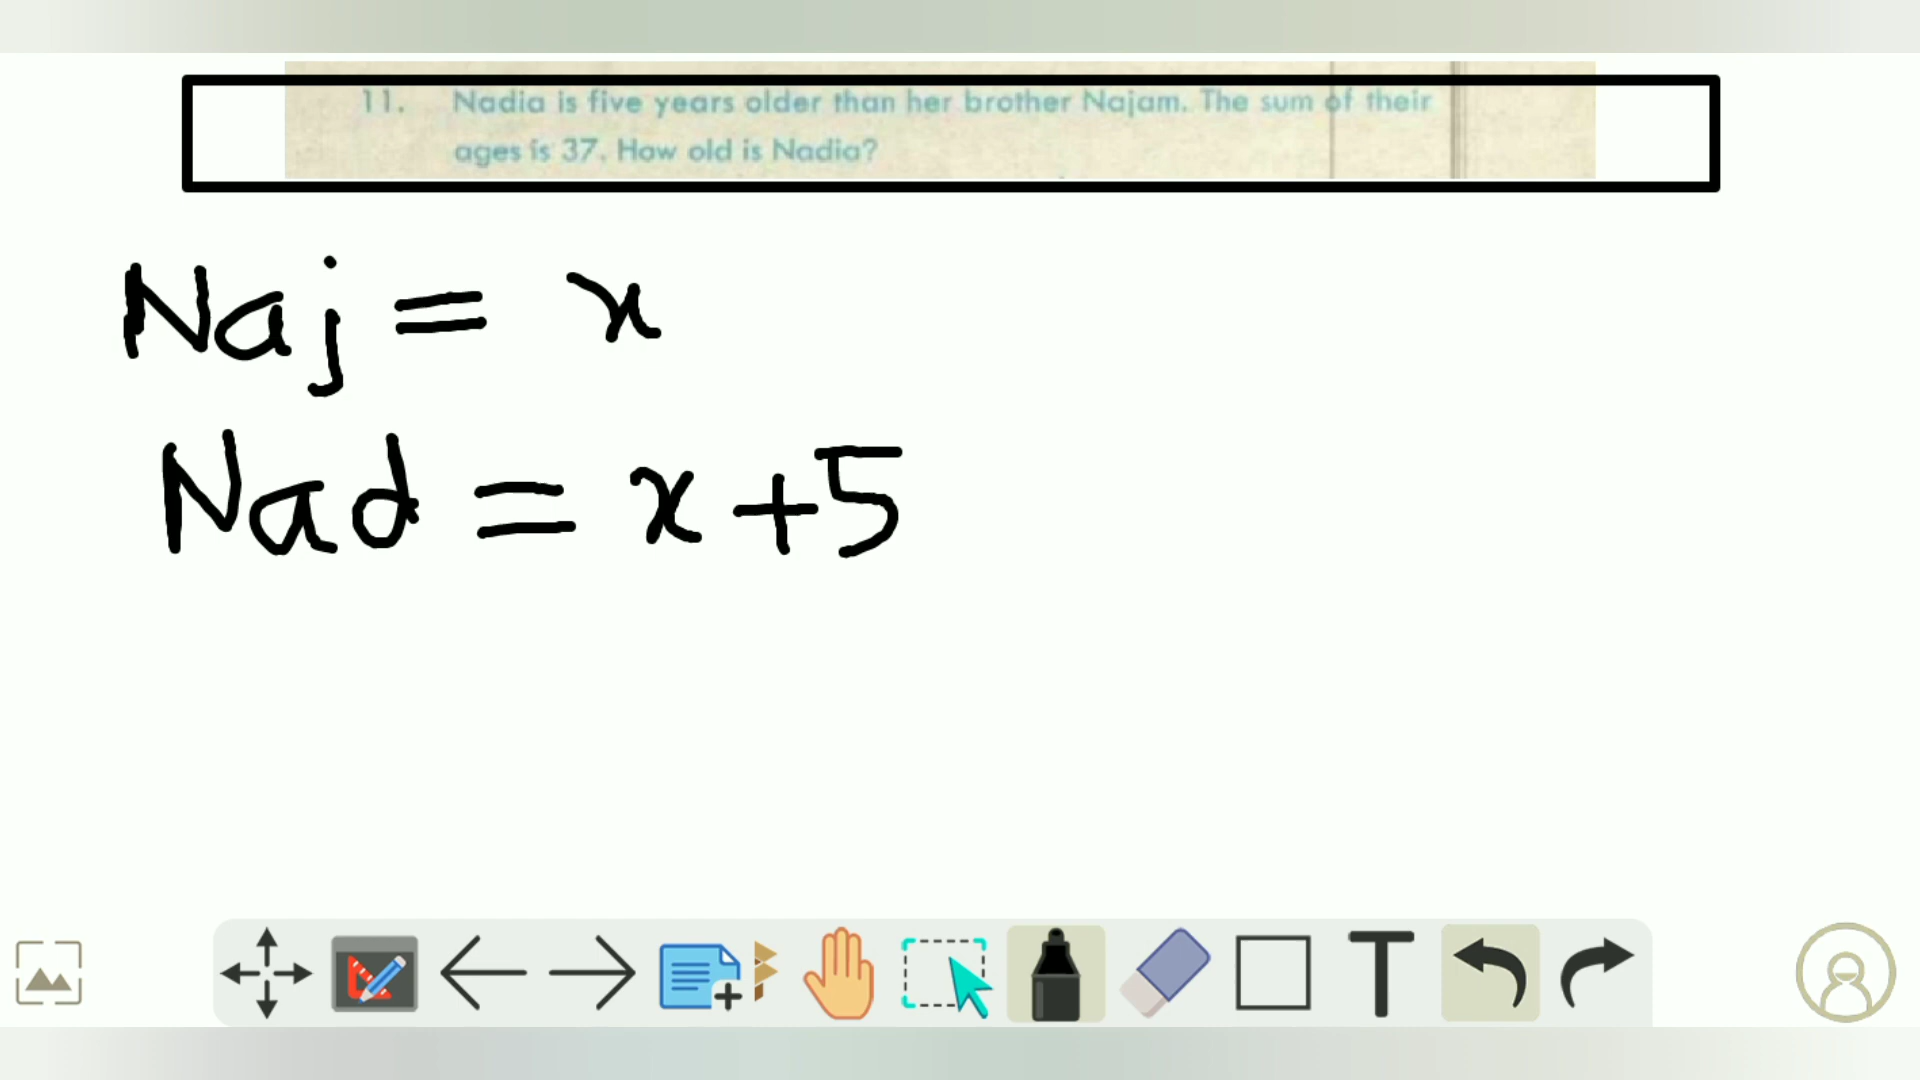 11. Nadia is five years older than her brother Najam. The sum of their
ages is 37. How old is Nadia?
Naj = x
Nad = x+5
T